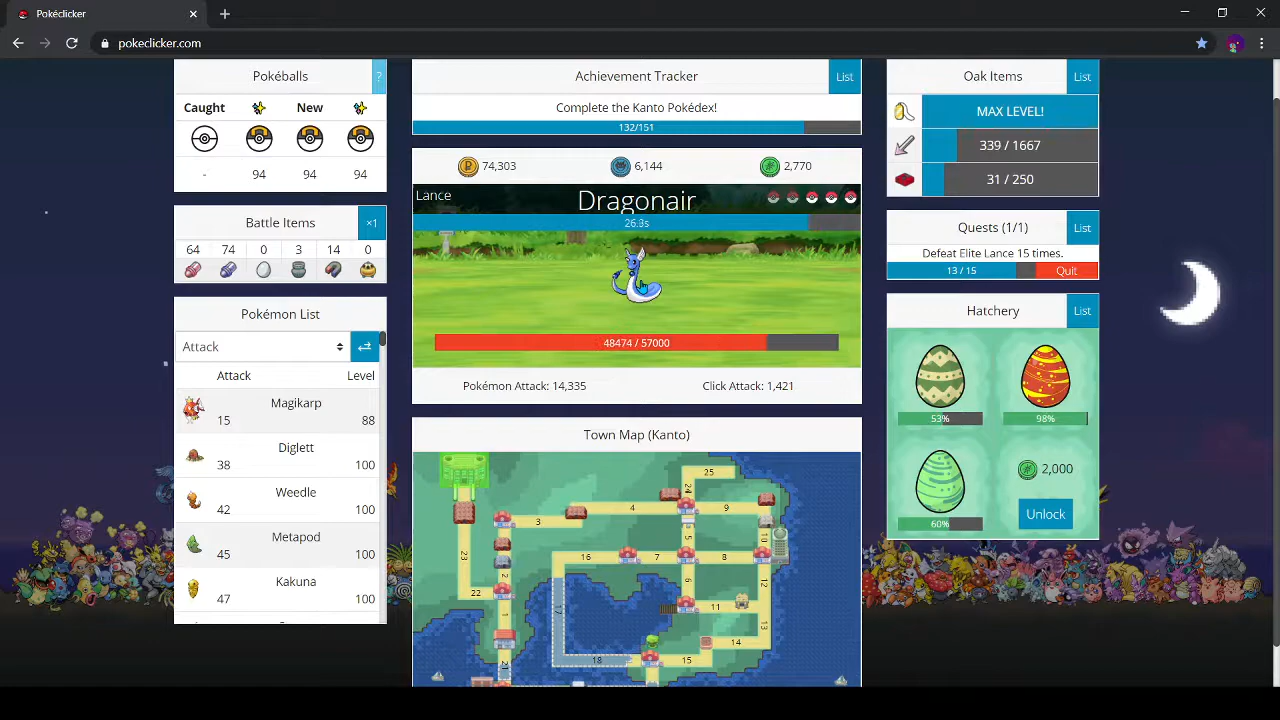 Pokéclicker
pokeclicker.com
Pokéballs
?
Caught
New
-
94
94
94
Battle Items
×1
64
74
0
3
14
0
Pokémon List
Attack
Attack
Level
Magikarp
15
88
Diglett
38
100
Weedle
42
100
Metapod
45
100
Kakuna
47
100
Achievement Tracker
List
Complete the Kanto Pokédex!
132/151
74,303
6,144
2,770
Lance
Dragonair
26.3s
48474 / 57000
Pokémon Attack: 14,335
Click Attack: 1,421
Town Map (Kanto)
25
24
3
4
9
5
10
16
7
8
23
2
22
6
12
11
17
1
13
14
18
15
21
Oak Items
List
MAX LEVEL!
339 / 1667
31 / 250
Quests (1/1)
List
Defeat Elite Lance 15 times.
13 / 15
Quit
Hatchery
List
53%
98%
60%
2,000
Unlock